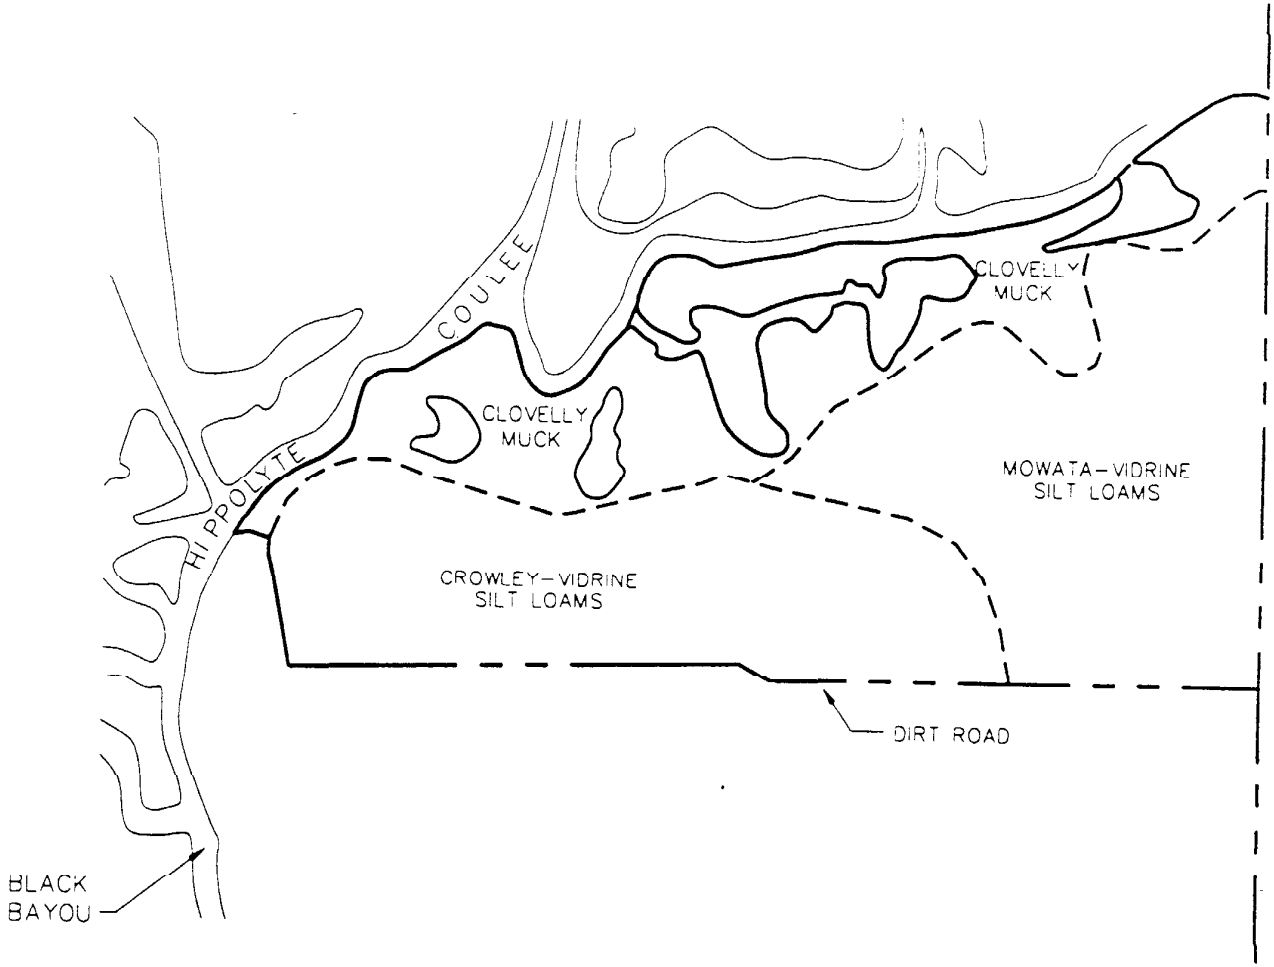 HIPPOLYTE COULEE
CLOVELLY
MUCK
CLOVELLY
MUCK
MOWATA-VIDRINE
SILT LOAMS
CROWLEY-VIDRINE
SILT LOAMS
DIRT ROAD
BLACK
BAYOU